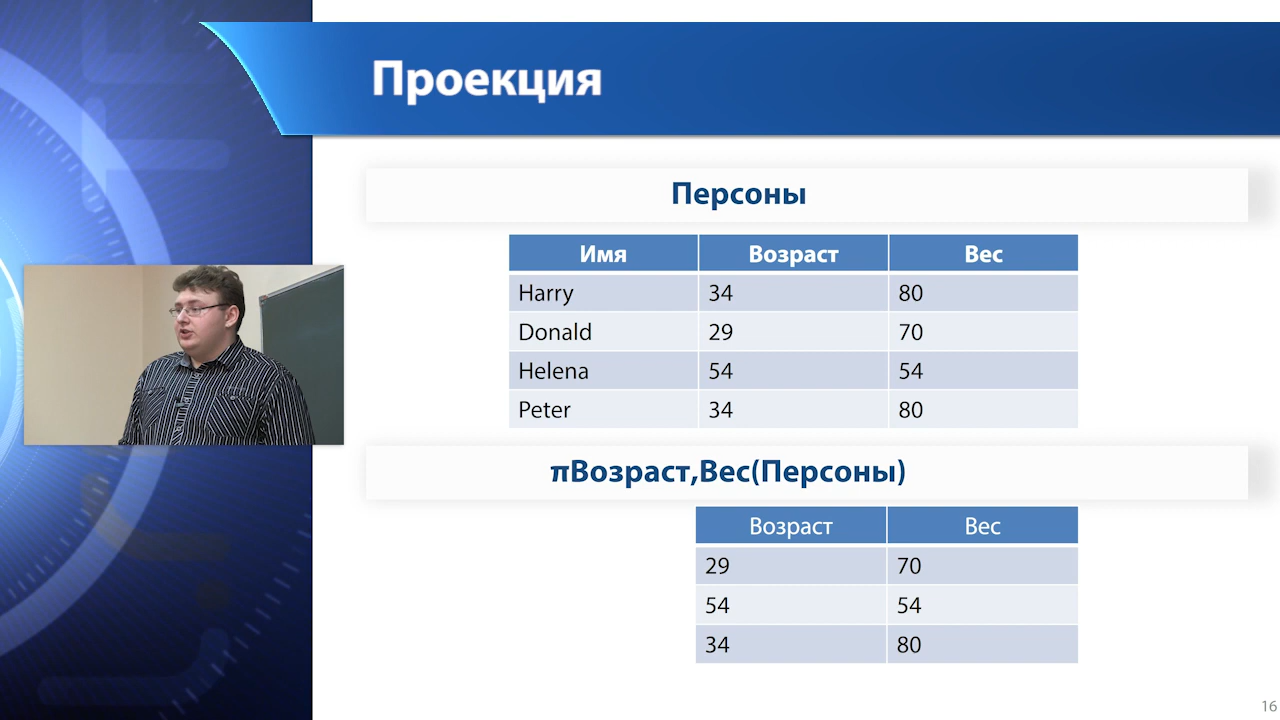 Проекция
Персоны
Имя Возраст Вес
Harry 34 80
Donald 29 70
Helena 54 54
Peter 34 80
πВозраст,Вес(Персоны)
Возраст Вес
29 70
54 54
34 80
16